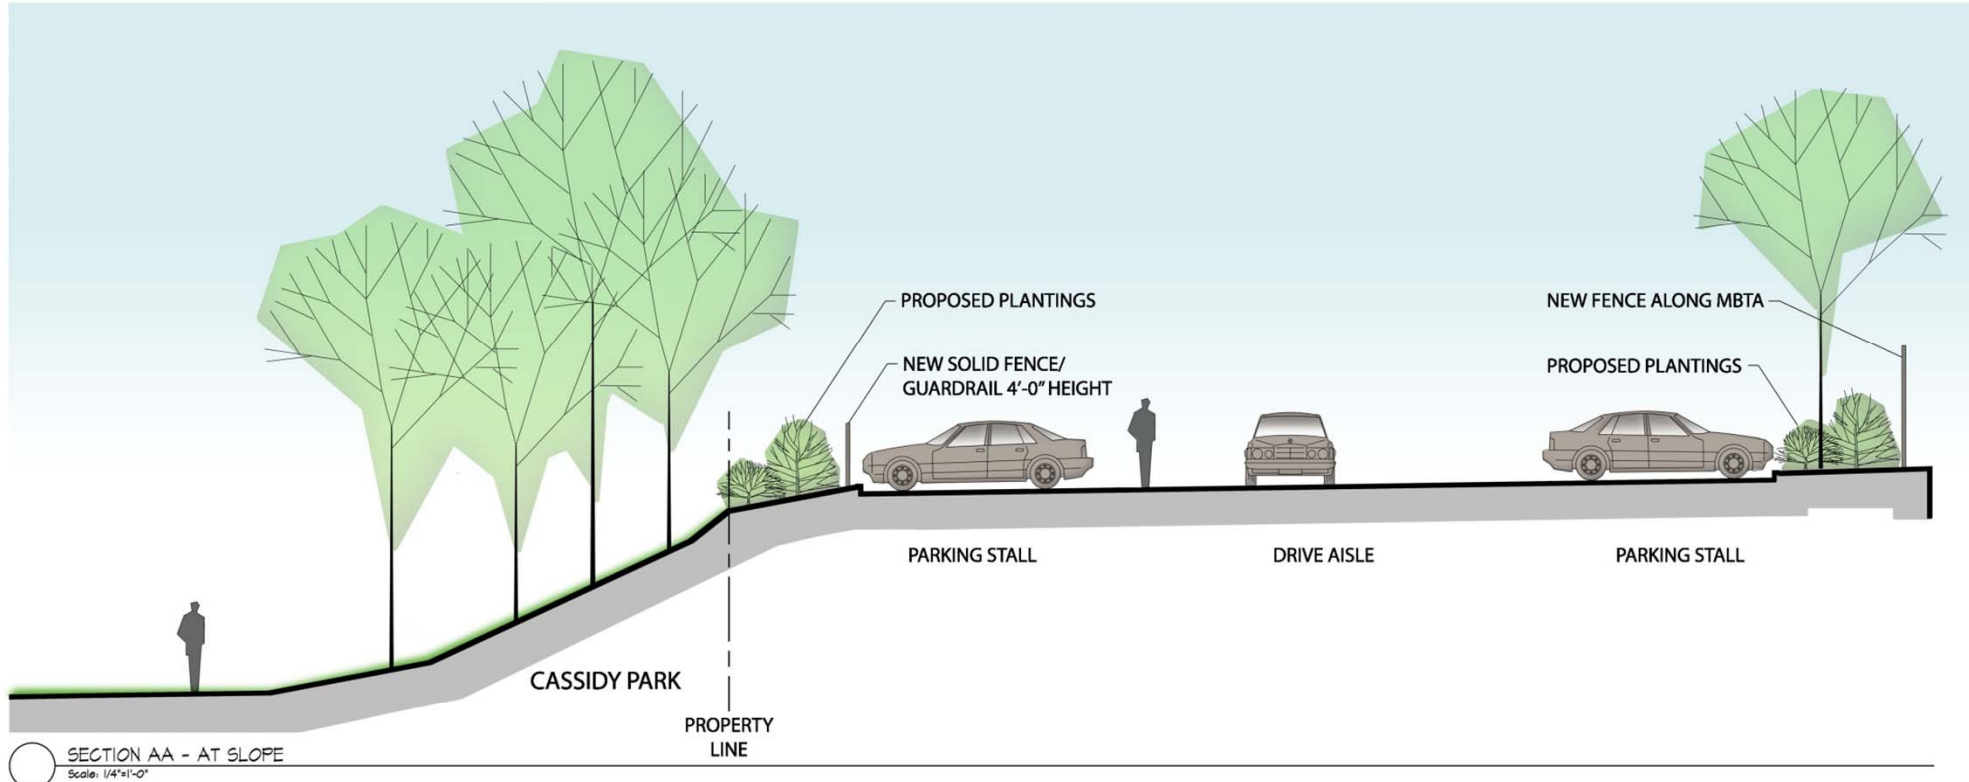 PROPOSED PLANTINGS
NEW SOLID FENCE/
GUARDRAIL 4'-0" HEIGHT
NEW FENCE ALONG MBTA
PROPOSED PLANTINGS
PARKING STALL
DRIVE AISLE
PARKING STALL
CASSIDY PARK
PROPERTY
LINE
SECTION AA - AT SLOPE
Scale: 1/4"=1'-0"